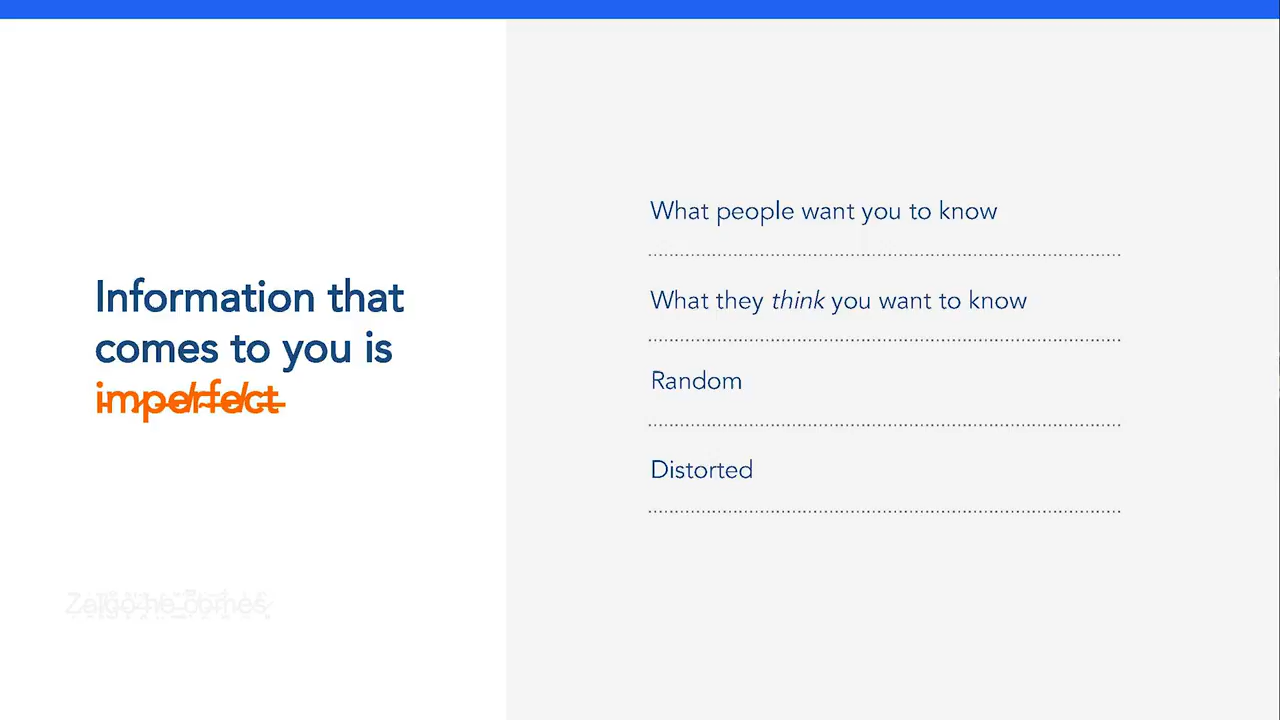 Information that
comes to you is
imperfect
What people want you to know
What they think you want to know
Random
Distorted